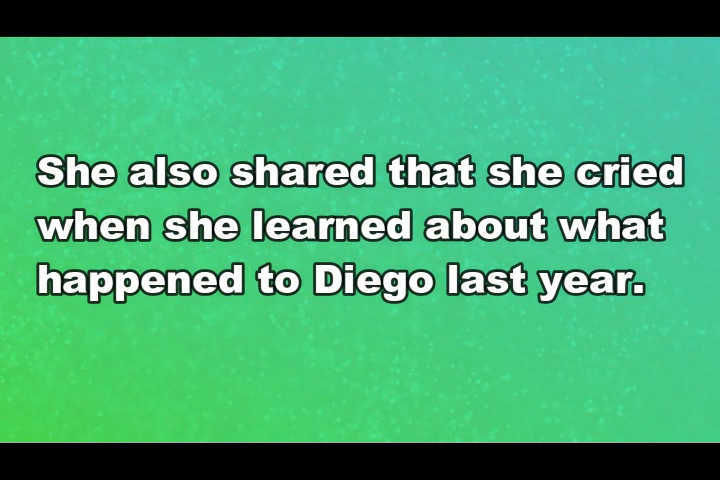 She also shared that she cried
when she learned about what
happened to Diego last year.